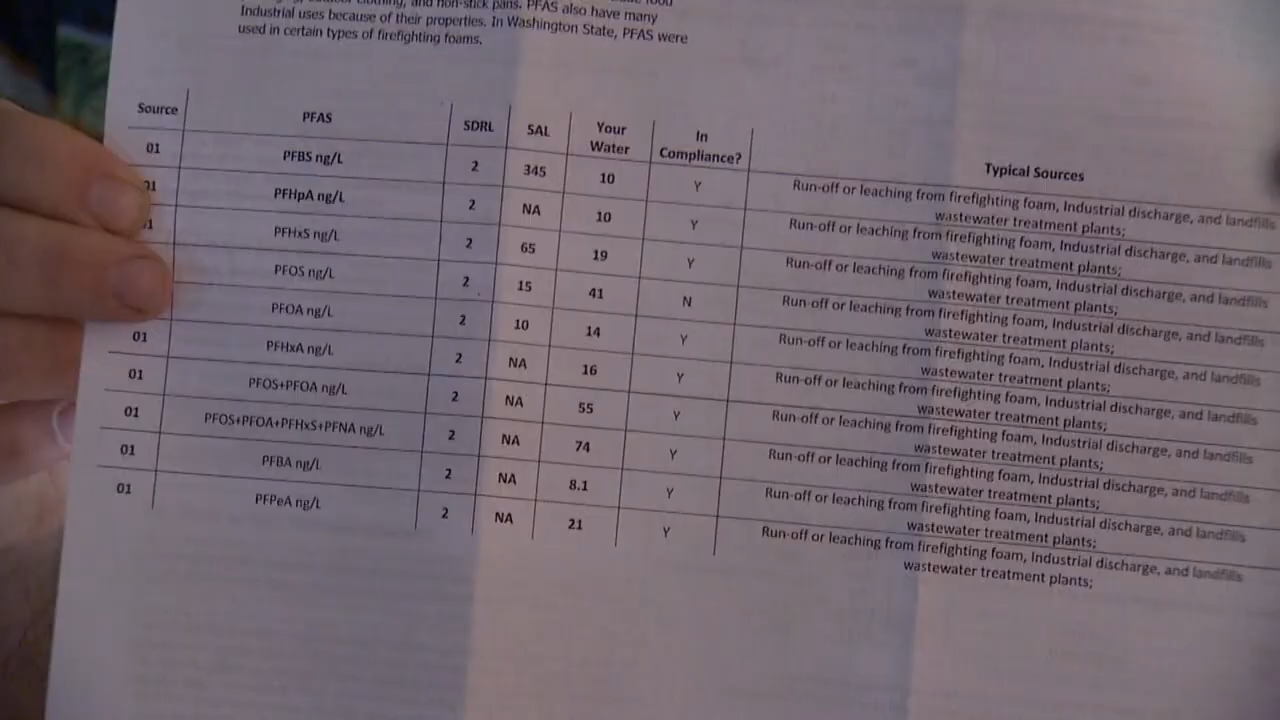 and non-stick pans. PFAS also have many
Industrial uses because of their properties. In Washington State, PFAS were
used in certain types of firefighting foams.
Source PFAS SDRL SAL Your Water In Compliance? Typical Sources
01 PFBS ng/L 2 345 10 Y Run-off or leaching from firefighting foam, Industrial discharge, and landfills
wastewater treatment plants;
01 PFHpA ng/L 2 NA 10 Y Run-off or leaching from firefighting foam, Industrial discharge, and landfills
wastewater treatment plants;
PFHxS ng/L 2 65 19 Y Run-off or leaching from firefighting foam, Industrial discharge, and landfills
wastewater treatment plants;
PFOS ng/L 2 15 41 N Run-off or leaching from firefighting foam, Industrial discharge, and landfills
wastewater treatment plants;
PFOA ng/L 2 10 14 Y Run-off or leaching from firefighting foam, Industrial discharge, and landfills
wastewater treatment plants;
01 PFHxA ng/L 2 NA 16 Y Run-off or leaching from firefighting foam, Industrial discharge, and landfills
wastewater treatment plants;
01 PFOS+PFOA ng/L 2 NA 55 Y Run-off or leaching from firefighting foam, Industrial discharge, and landfills
wastewater treatment plants;
01 PFOS+PFOA+PFHxS+PFNA ng/L 2 NA 74 Y Run-off or leaching from firefighting foam, Industrial discharge, and landfills
wastewater treatment plants;
01 PFBA ng/L 2 NA 8.1 Y Run-off or leaching from firefighting foam, Industrial discharge, and landfills
wastewater treatment plants;
01 PFPeA ng/L 2 NA 21 Y Run-off or leaching from firefighting foam, Industrial discharge, and landfills
wastewater treatment plants;